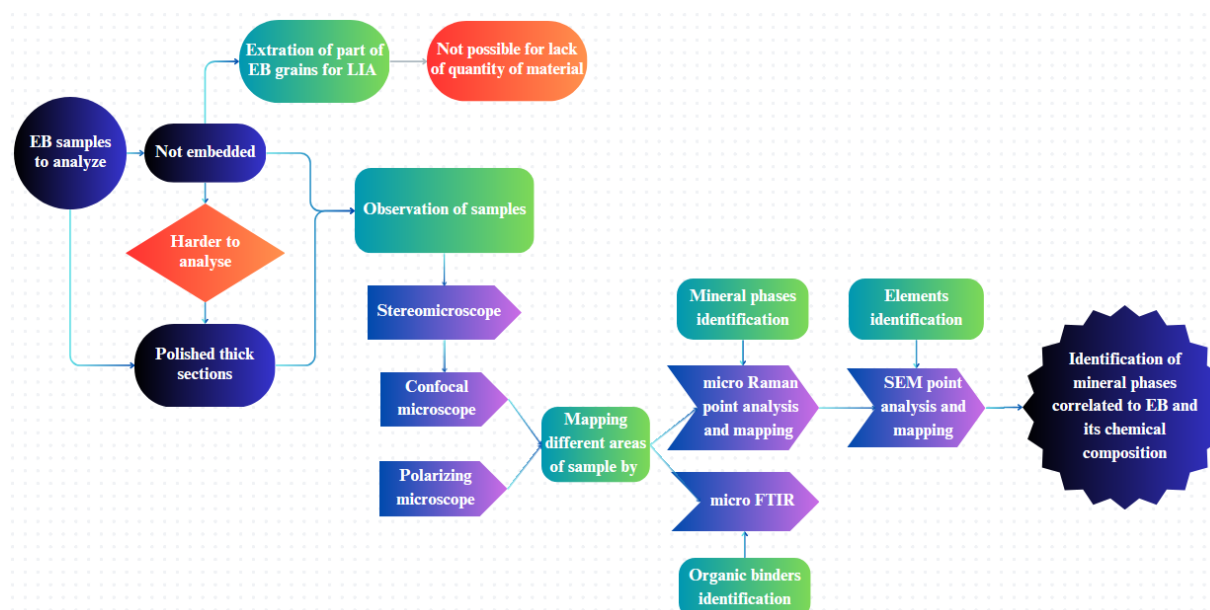 Extration of part of
EB grains for LIA
Not possible for lack
of quantity of material
EB samples
to analyze
Not embedded
Harder to
analyse
Polished thick
sections
Observation of samples
Stereomicroscope
Confocal
microscope
Polarizing
microscope
Mapping
different areas
of sample by
Mineral phases
identification
micro Raman
point analysis
and mapping
micro FTIR
Organic binders
identification
Elements
identification
SEM point
analysis and
mapping
Identification of
mineral phases
correlated to EB and
its chemical
composition